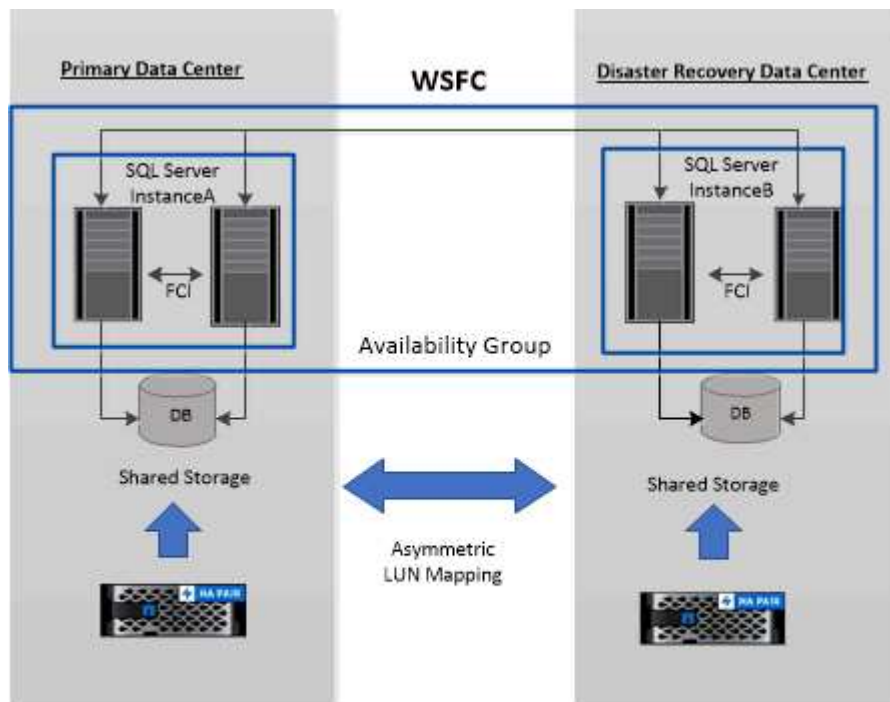 Primary Data Center
WSFC
Disaster Recovery Data Center
SQL Server
InstanceA
SQL Server
InstanceB
FCI
FCI
Availability Group
DB
DB
Shared Storage
Shared Storage
Asymmetric
LUN Mapping
HA PAIR
HA PAIR